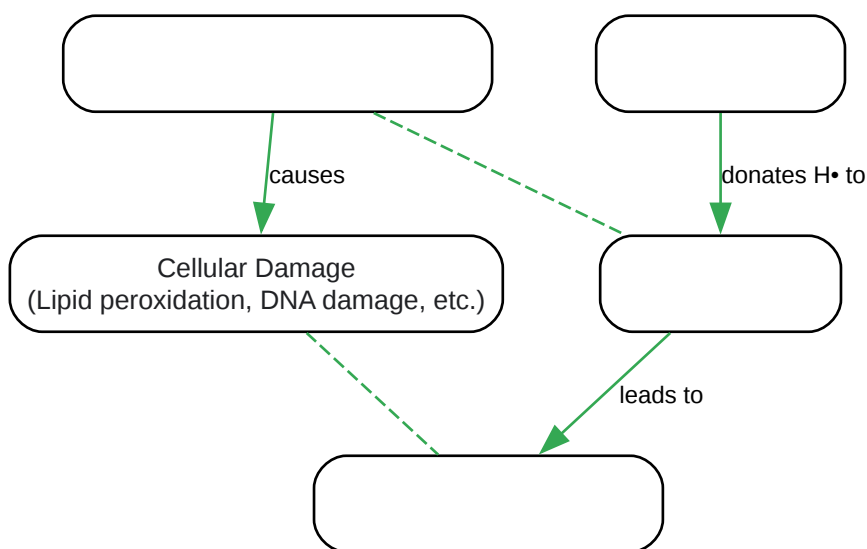 causes
donates H• to
Cellular Damage
(Lipid peroxidation, DNA damage, etc.)
leads to